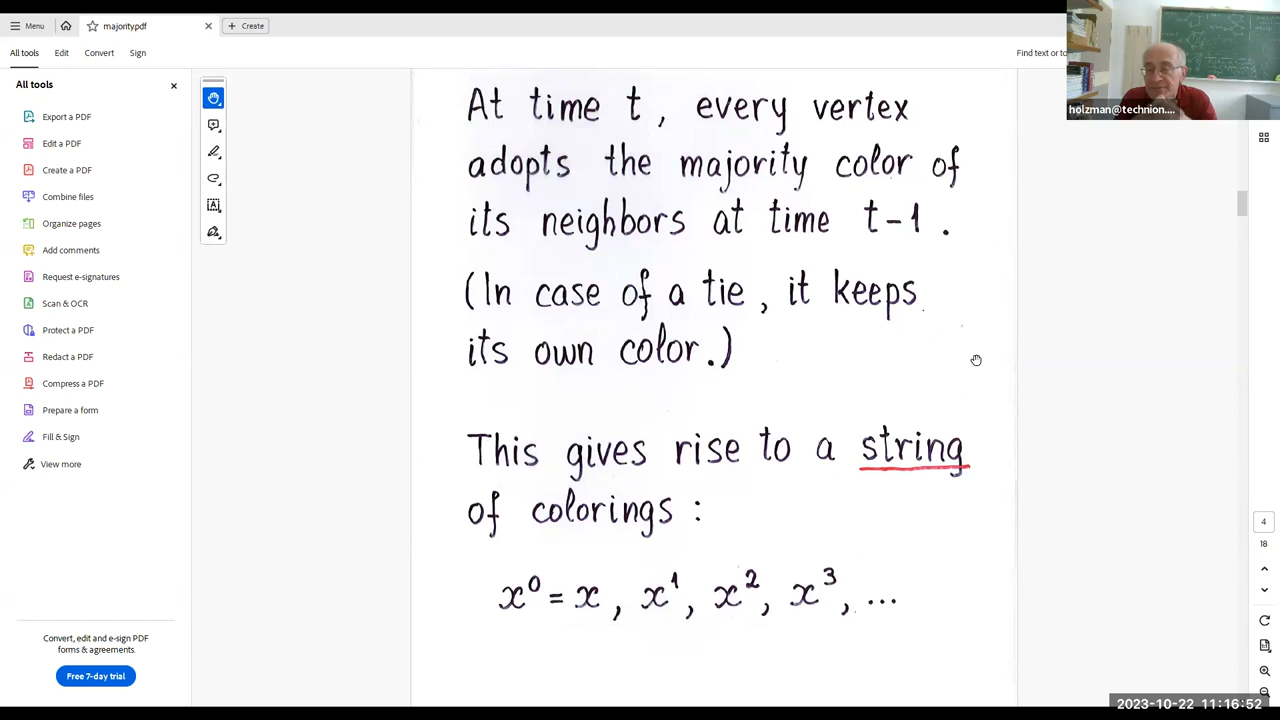 Menu
majority.pdf
Create
All tools
Edit
Convert
Sign
Find text or to
holzman@technion....
All tools
Export a PDF
Edit a PDF
Create a PDF
Combine files
Organize pages
Add comments
Request e-signatures
Scan & OCR
Protect a PDF
Redact a PDF
Compress a PDF
Prepare a form
Fill & Sign
View more
Convert, edit and e-sign PDF
forms & agreements.
Free 7-day trial
At time t, every vertex
adopts the majority color of
its neighbors at time t-1.
(In case of a tie, it keeps
its own color.)
This gives rise to a string
of colorings:
x⁰ = x, x¹, x², x³, ...
4
18
2023-10-22 11:16:52